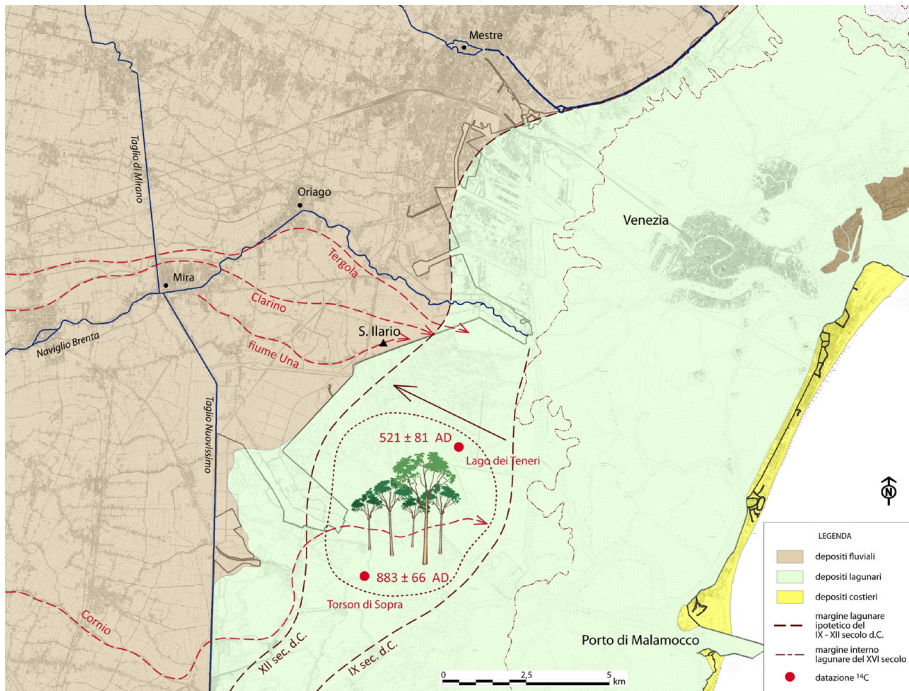 Mestre
Taglio di Mirano
Oriago
Venezia
Tergola
Mira
Clarino
S. Ilario
fiume Una
Naviglio Brenta
Taglio Nuovissimo
521 ± 81 AD
Lago dei Teneri
883 ± 66 AD
Torson di Sopra
Cornio
XII sec. d.C.
IX sec. d.C.
Porto di Malamocco
N
0 2,5 5
km
LEGENDA
depositi fluviali
depositi lagunari
depositi costieri
margine lagunare
ipotetico del
IX - XII secolo d.C.
margine interno
lagunare del XVI secolo
datazione ¹⁴C